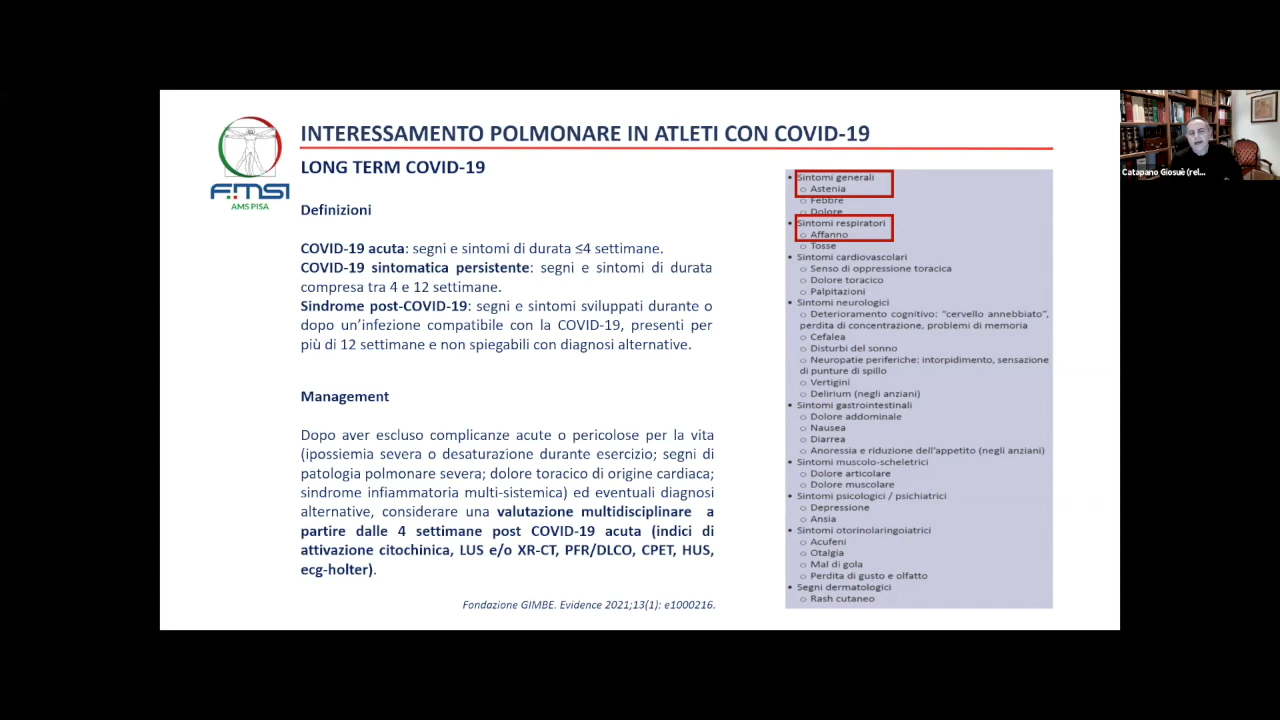 INTERESSAMENTO POLMONARE IN ATLETI CON COVID-19
FMSI
AMS PISA
LONG TERM COVID-19
Definizioni
COVID-19 acuta: segni e sintomi di durata ≤4 settimane.
COVID-19 sintomatica persistente: segni e sintomi di durata
compresa tra 4 e 12 settimane.
Sindrome post-COVID-19: segni e sintomi sviluppati durante o
dopo un'infezione compatibile con la COVID-19, presenti per
più di 12 settimane e non spiegabili con diagnosi alternative.
Management
Dopo aver escluso complicanze acute o pericolose per la vita
(ipossiemia severa o desaturazione durante esercizio; segni di
patologia polmonare severa; dolore toracico di origine cardiaca;
sindrome infiammatoria multi-sistemica) ed eventuali diagnosi
alternative, considerare una valutazione multidisciplinare a
partire dalle 4 settimane post COVID-19 acuta (indici di
attivazione citochinica, LUS e/o XR-CT, PFR/DLCO, CPET, HUS,
ecg-holter).
Fondazione GIMBE. Evidence 2021;13(1): e1000216.
• Sintomi generali
○ Astenia
○ Febbre
○ Dolore
• Sintomi respiratori
○ Affanno
○ Tosse
• Sintomi cardiovascolari
○ Senso di oppressione toracica
○ Dolore toracico
○ Palpitazioni
• Sintomi neurologici
○ Deterioramento cognitivo: "cervello annebbiato",
perdita di concentrazione, problemi di memoria
○ Cefalea
○ Disturbi del sonno
○ Neuropatie periferiche: intorpidimento, sensazione
di punture di spillo
○ Vertigini
○ Delirium (negli anziani)
• Sintomi gastrointestinali
○ Dolore addominale
○ Nausea
○ Diarrea
○ Anoressia e riduzione dell'appetito (negli anziani)
• Sintomi muscolo-scheletrici
○ Dolore articolare
○ Dolore muscolare
• Sintomi psicologici / psichiatrici
○ Depressione
○ Ansia
• Sintomi otorinolaringoiatrici
○ Acufeni
○ Otalgia
○ Mal di gola
○ Perdita di gusto e olfatto
• Segni dermatologici
○ Rash cutaneo
Catapano Giosuè (rel...